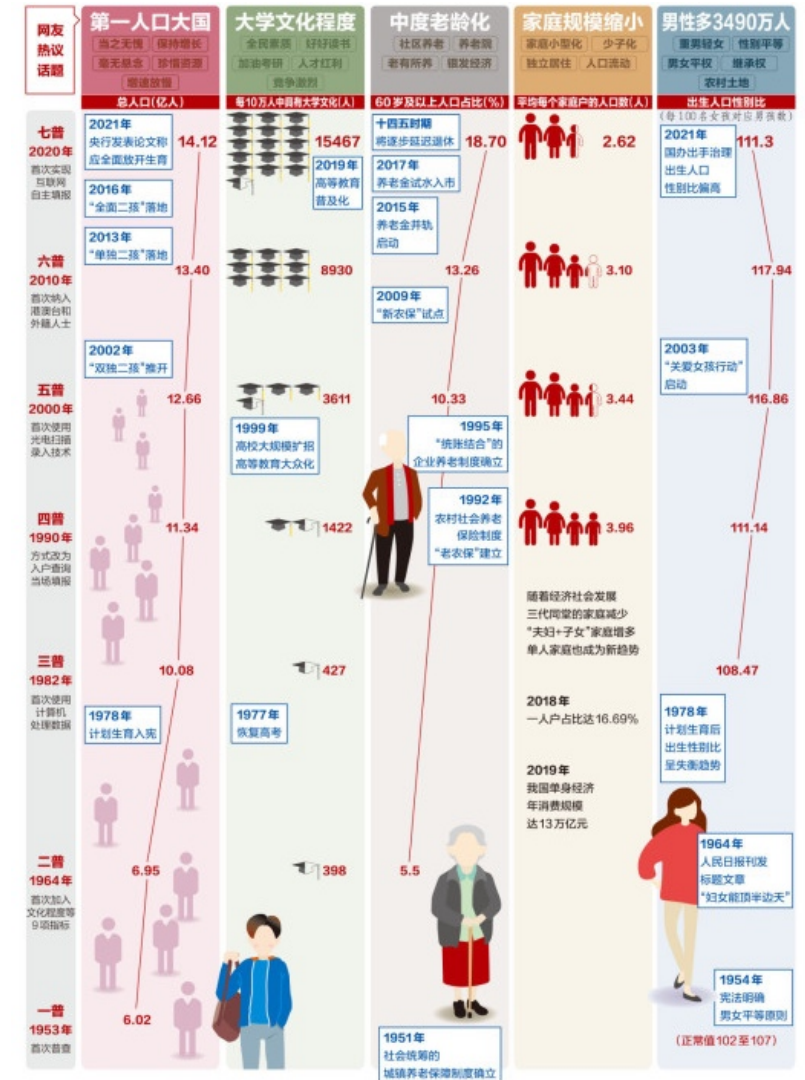 网友
热议
话题
第一人口大国
当之无愧 保持增长
毫无悬念 珍惜资源
增速放慢
大学文化程度
全民素质 好好读书
加油考研 人才红利
竞争激烈
中度老龄化
社区养老 养老院
老有所养 银发经济
家庭规模缩小
家庭小型化 少子化
独立居住 人口流动
男性多3490万人
重男轻女 性别平等
男女平权 继承权
农村土地
总人口(亿人)
每10万人中具有大学文化(人)
60岁及以上人口占比(%)
平均每个家庭户的人口数(人)
出生人口性别比
(每100名女孩对应男孩数)
七普
2020年
首次实现
互联网
自主填报
2021年
央行发表论文称
应全面放开生育
14.12
2016年
“全面二孩”落地
2013年
“单独二孩”落地
15467
2019年
高等教育
普及化
十四五时期
将逐步延迟退休
18.70
2017年
养老金试水入市
2015年
养老金并轨
启动
2.62
2021年
国办出手治理
出生人口
性别比偏高
111.3
六普
2010年
首次纳入
港澳台和
外籍人士
13.40
8930
13.26
2009年
“新农保”试点
3.10
117.94
2002年
“双独二孩”推开
2003年
“关爱女孩行动”
启动
五普
2000年
首次使用
光电扫描
录入技术
12.66
3611
1999年
高校大规模扩招
高等教育大众化
10.33
1995年
“统账结合”的
企业养老制度确立
3.44
116.86
四普
1990年
方式改为
入户查询
当场填报
11.34
1422
1992年
农村社会养老
保险制度
“老农保”建立
3.96
111.14
随着经济社会发展
三代同堂的家庭减少
“夫妇+子女”家庭增多
单人家庭也成为新趋势
三普
1982年
首次使用
计算机
处理数据
10.08
1978年
计划生育入宪
427
1977年
恢复高考
2018年
一人户占比达16.69%
2019年
我国单身经济
年消费规模
达13万亿元
108.47
1978年
计划生育后
出生性别比
呈失衡趋势
二普
1964年
首次加入
文化程度等
9项指标
6.95
398
5.5
1964年
人民日报刊发
标题文章
“妇女能顶半边天”
一普
1953年
首次普查
6.02
1951年
社会统筹的
城镇养老保障制度确立
1954年
宪法明确
男女平等原则
(正常值102至107)